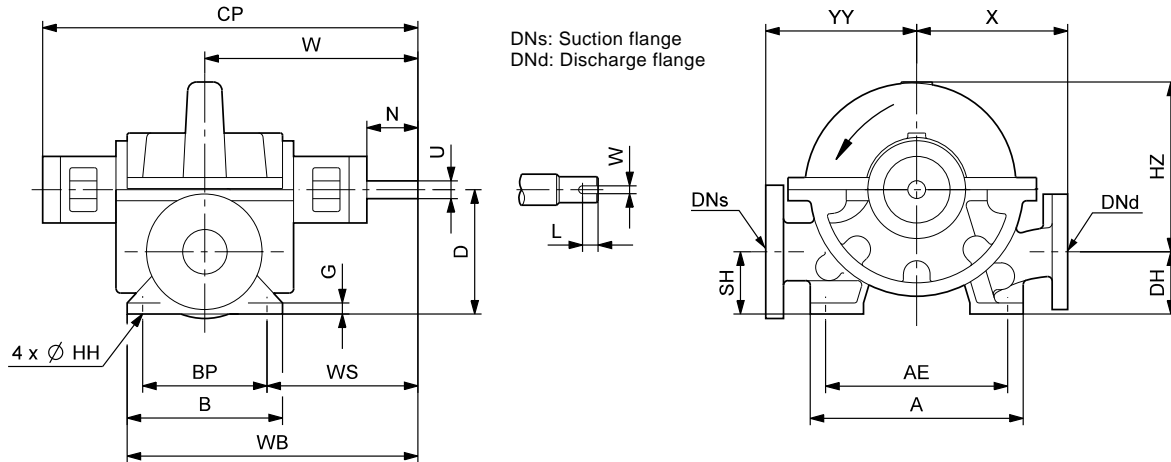 CP
W
N
U
D
G
4 x Ø HH
BP
WS
B
WB
DNs: Suction flange
DNd: Discharge flange
W
L
YY
X
HZ
DNs
DNd
SH
DH
AE
A